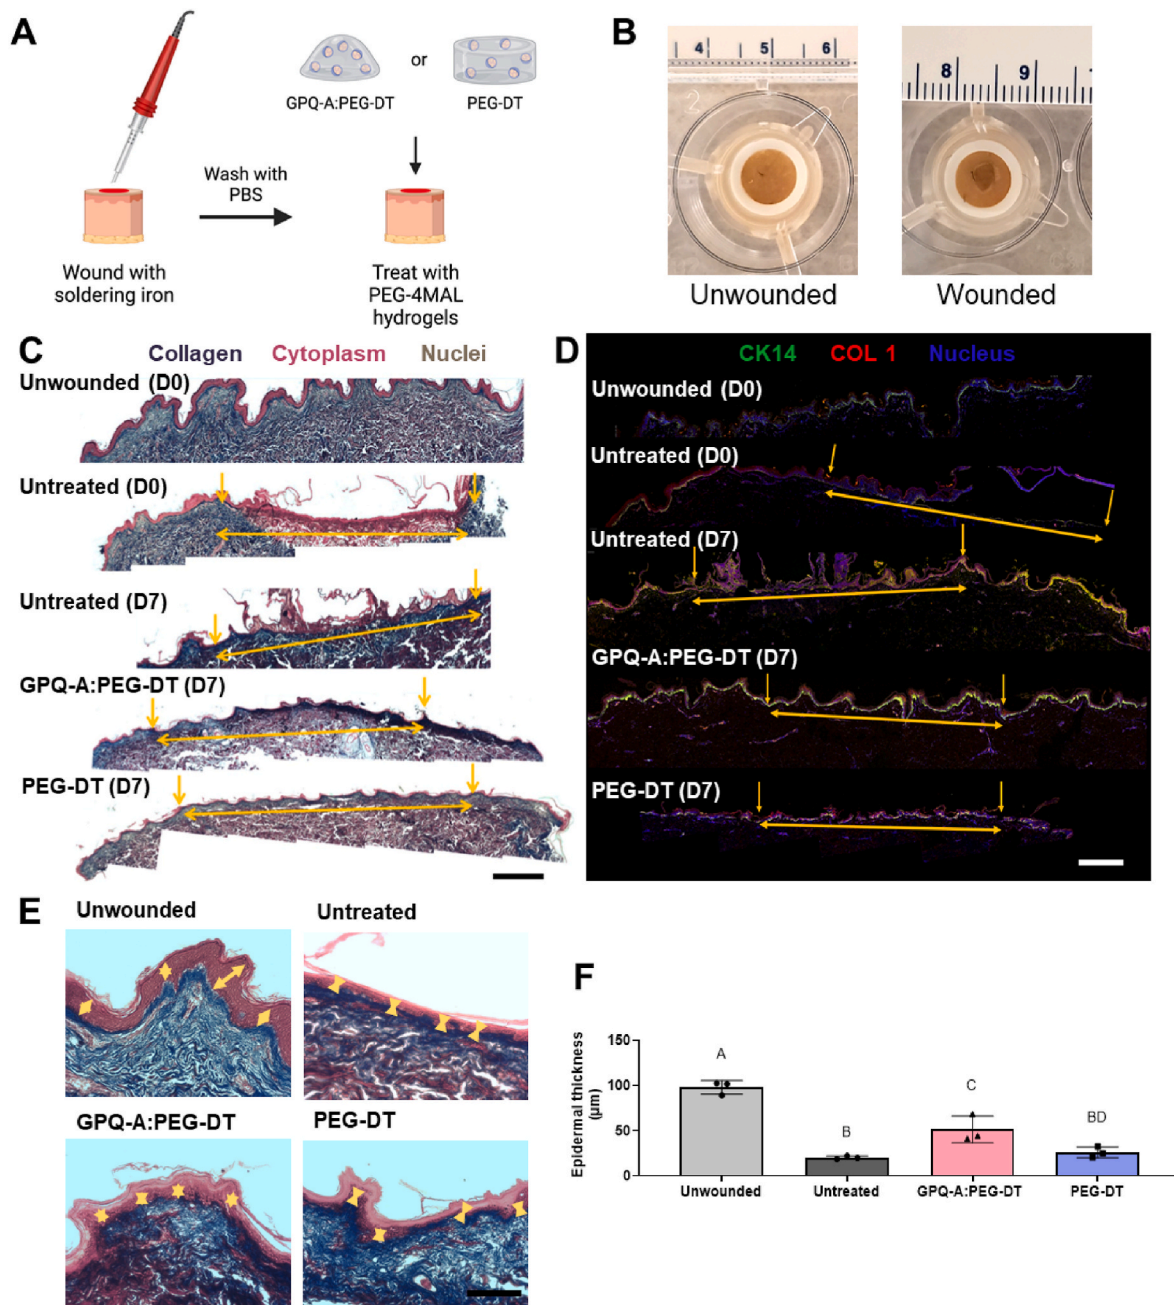 A
GPQ-A:PEG-DT
or
PEG-DT
Wash with
PBS
Wound with
soldering iron
Treat with
PEG-4MAL
hydrogels
B
4 5 6
8 9
Unwounded
Wounded
C
Collagen Cytoplasm Nuclei
Unwounded (D0)
Untreated (D0)
Untreated (D7)
GPQ-A:PEG-DT (D7)
PEG-DT (D7)
D
CK14 COL 1 Nucleus
Unwounded (D0)
Untreated (D0)
Untreated (D7)
GPQ-A:PEG-DT (D7)
PEG-DT (D7)
E
Unwounded
Untreated
GPQ-A:PEG-DT
PEG-DT
F
Epidermal thickness
(µm)
150
100
50
0
A
B
C
BD
Unwounded
Untreated
GPQ-A:PEG-DT
PEG-DT